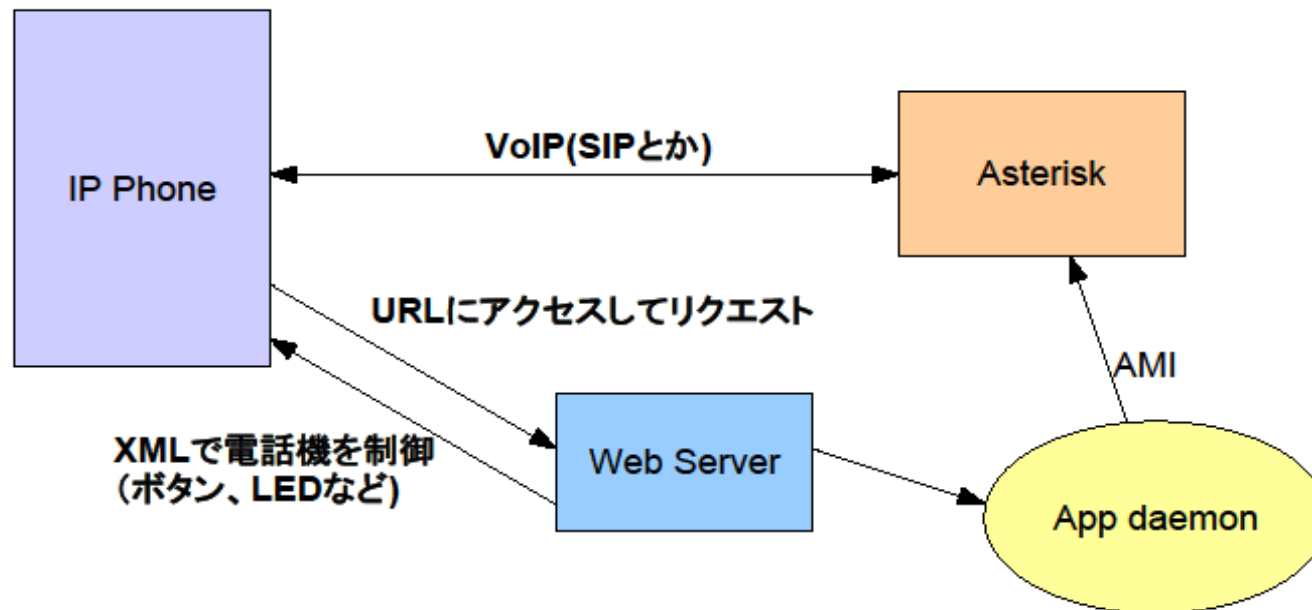 VoIP(SIPとか)
IP Phone
Asterisk
URLにアクセスしてリクエスト
AMI
XMLで電話機を制御
(ボタン、LEDなど)
Web Server
App daemon